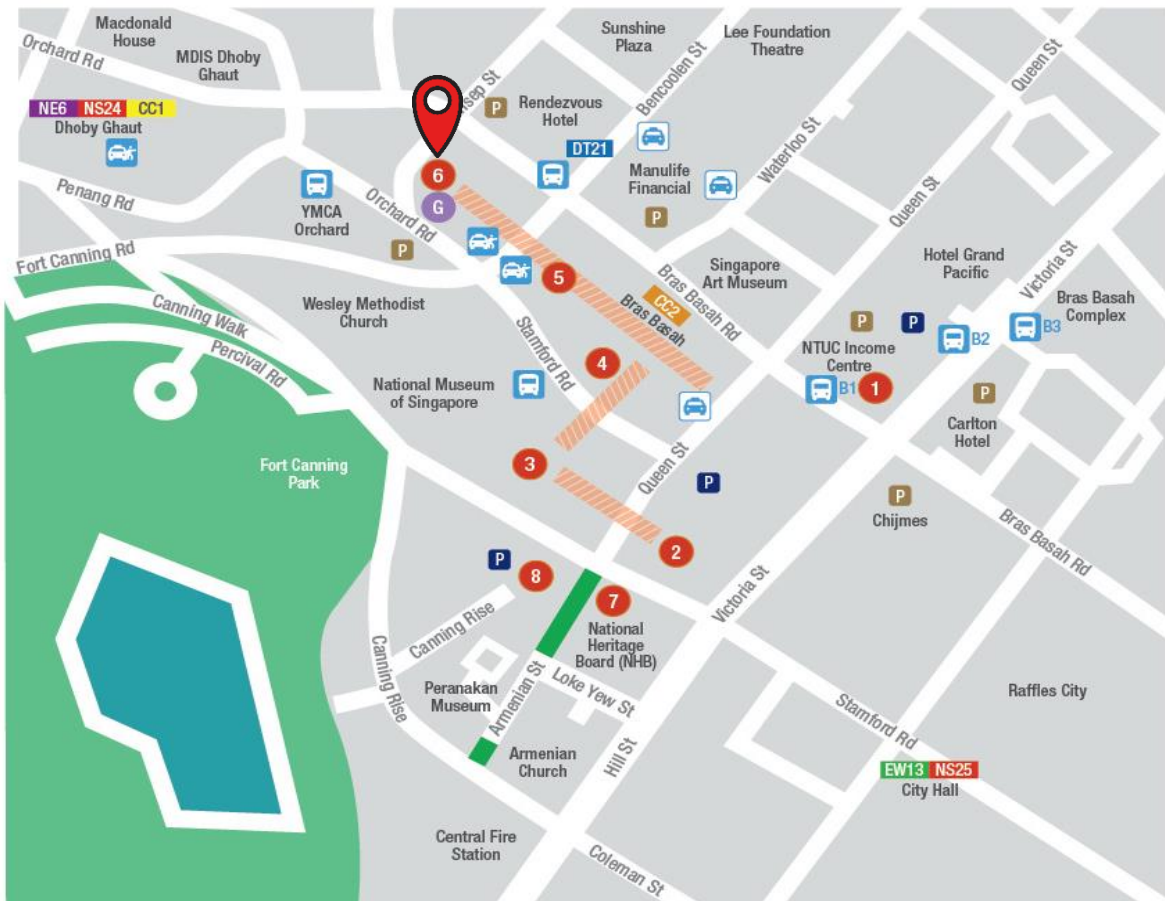 Macdonald
House
Orchard Rd
MDIS Dhoby
Ghaut
NE6 NS24 CC1
Dhoby Ghaut
Penang Rd
YMCA
Orchard
Orchard Rd
P
6
G
P
Rendezvous
Hotel
DT21
Sunshine
Plaza
Bencoolen St
Lee Foundation
Theatre
Manulife
Financial
P
Waterloo St
Queen St
Queen St
Fort Canning Rd
Canning Walk
Percival Rd
Wesley Methodist
Church
5
CC2
Bras Basah
Bras Basah Rd
Singapore
Art Museum
Hotel Grand
Pacific
Victoria St
Bras Basah
Complex
P
P
B2
B3
NTUC Income
Centre
B1
1
P
Carlton
Hotel
Stamford Rd
4
National Museum
of Singapore
3
Fort Canning
Park
Queen St
P
P
Chijmes
Bras Basah Rd
2
P
8
7
National
Heritage
Board (NHB)
Victoria St
Canning Rise
Canning Rise
Peranakan
Museum
Armenian St
Loke Yew St
Armenian
Church
Hill St
Stamford Rd
Raffles City
EW13 NS25
City Hall
Central Fire
Station
Coleman St